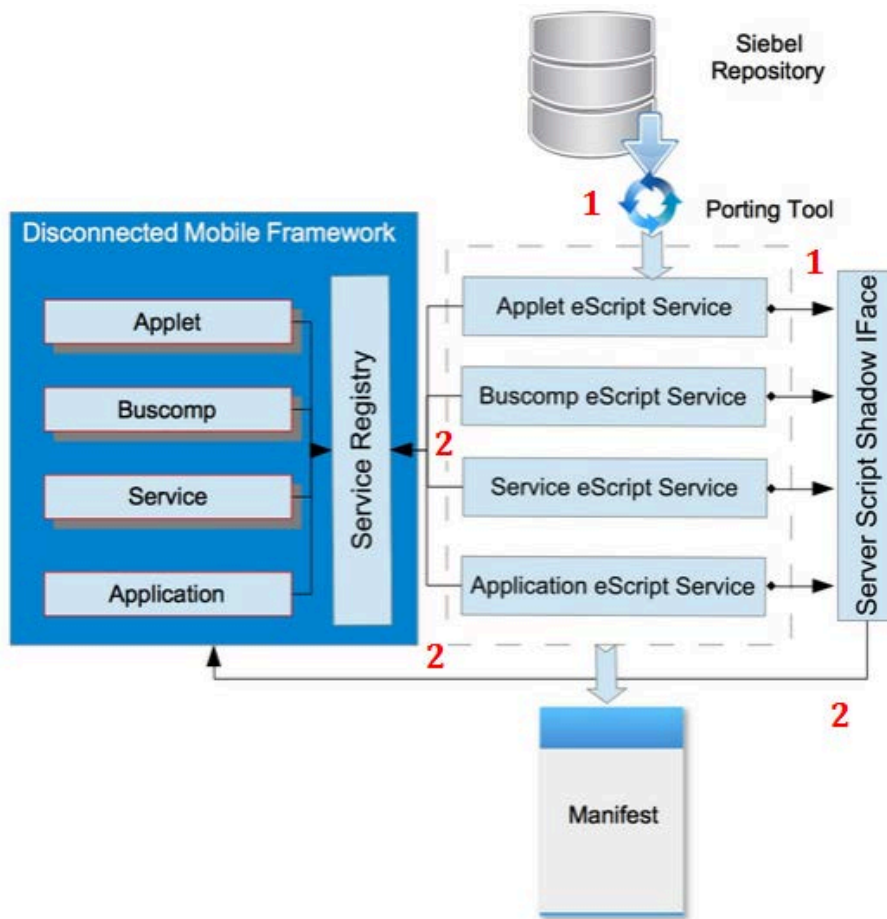 Siebel
Repository
1
Porting Tool
Disconnected Mobile Framework
1
Applet
Buscomp
Service
Application
Service Registry
2
Applet eScript Service
Buscomp eScript Service
Service eScript Service
Application eScript Service
Server Script Shadow IFace
2
2
Manifest